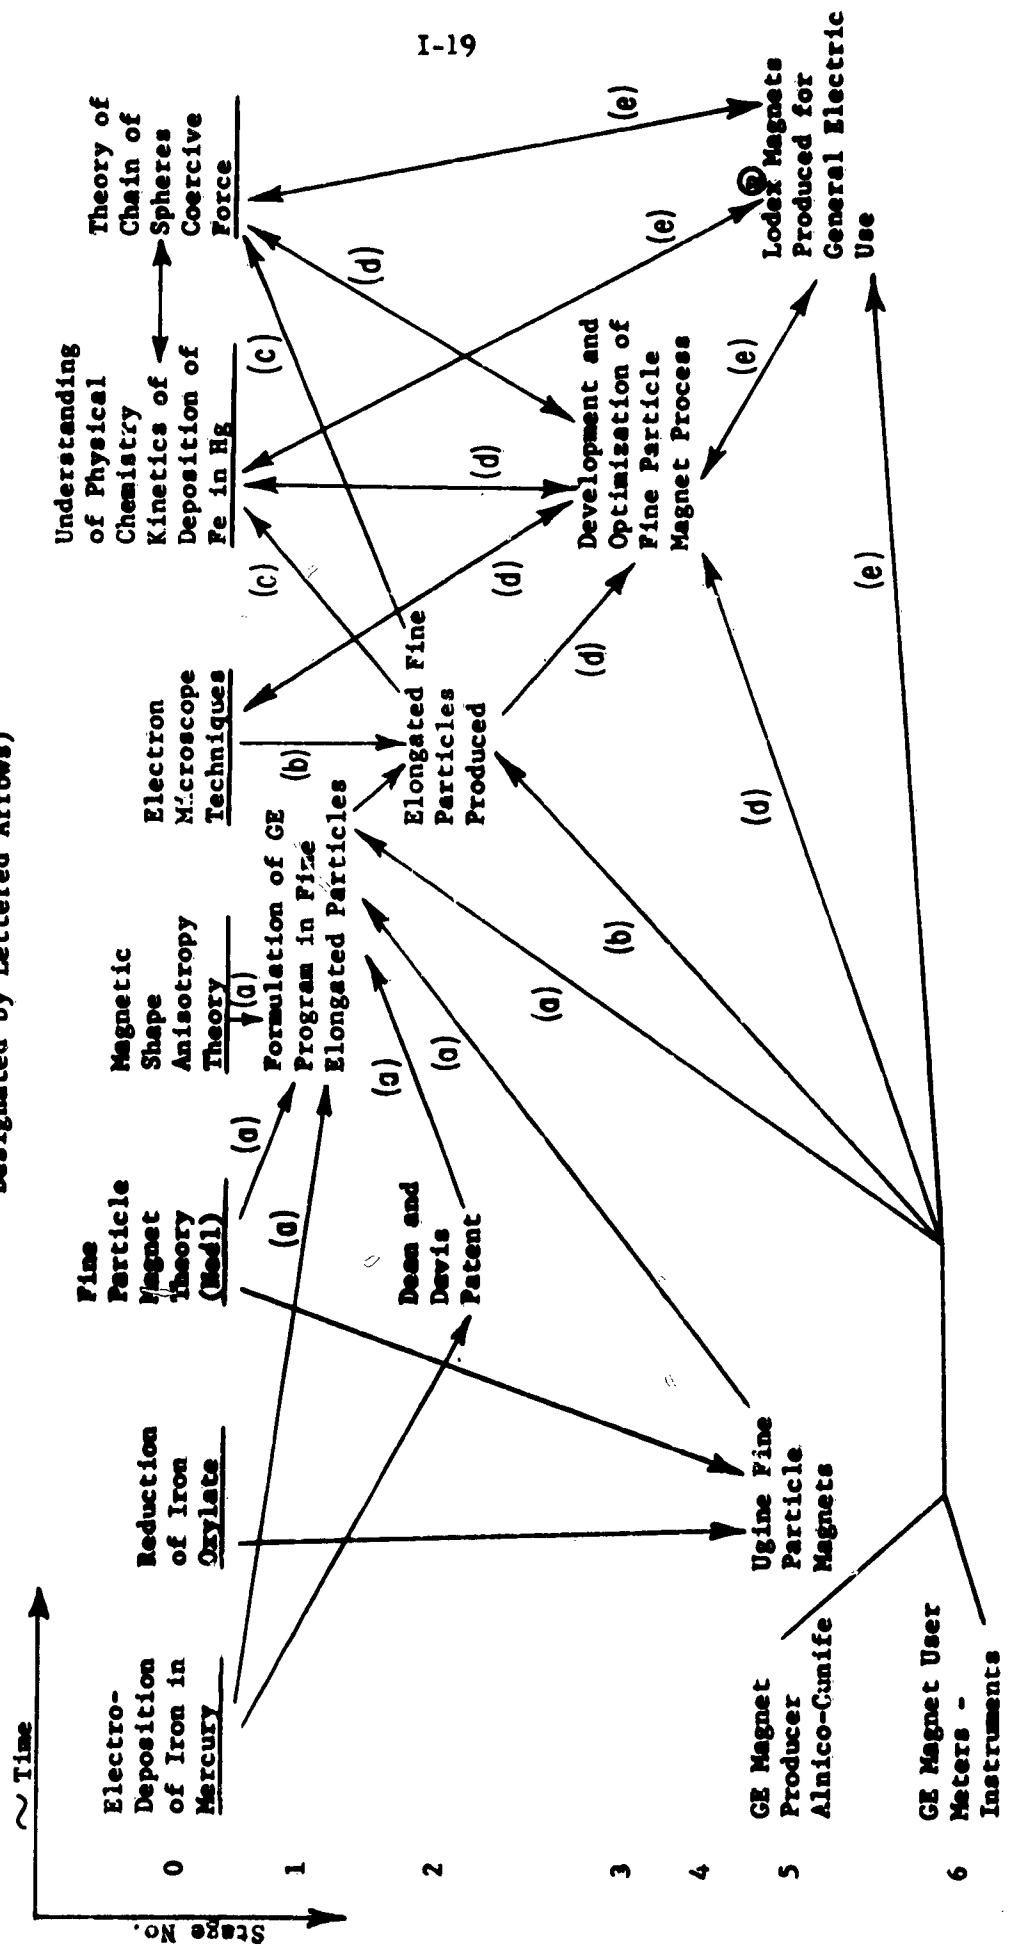 I-19
Designated by Lettered Arrows)
~ Time
Stage No.
0
1
2
3
4
5
6
Electro-
Deposition
of Iron in
Mercury
Reduction
of Iron
Oxylate
Fine
Particle
Magnet
Theory
(Neel)
Magnetic
Shape
Anisotropy
Theory
Electron
Microscope
Techniques
Understanding
of Physical
Chemistry
Kinetics of
Deposition of
Fe in Hg
Theory of
Chain of
Spheres
Coercive
Force
(a)
(a)
(a)
Formulation of GE
Program in Fine
Elongated Particles
(b)
(c)
(c)
(d)
(e)
(e)
Dean and
Davis
Patent
(a)
(a)
(a)
(b)
Elongated Fine
Particles
Produced
(d)
(d)
(d)
Development and
Optimization of
Fine Particle
Magnet Process
(d)
(e)
(e)
Ugine Fine
Particle
Magnets
Lodex Magnets
Produced for
General Electric
Use
GE Magnet
Producer
Alnico-Cunife
GE Magnet User
Meters -
Instruments